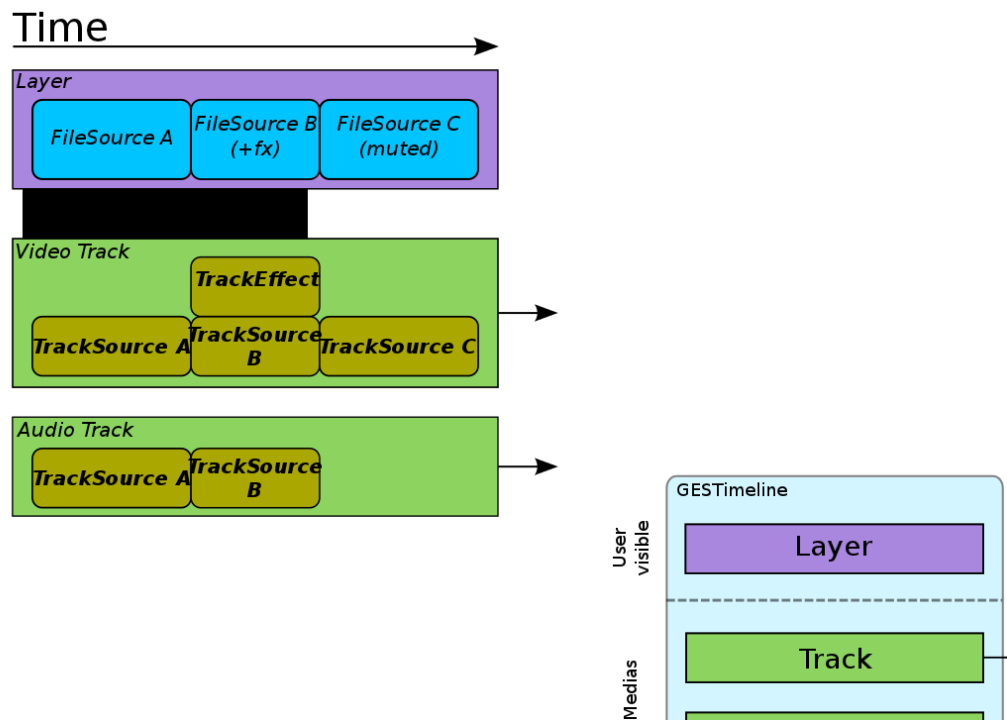 Time
Layer
FileSource A
FileSource B
(+fx)
FileSource C
(muted)
Video Track
TrackEffect
TrackSource A
TrackSource
B
TrackSource C
Audio Track
TrackSource A
TrackSource
B
GESTimeline
User
visible
Layer
Track
Medias